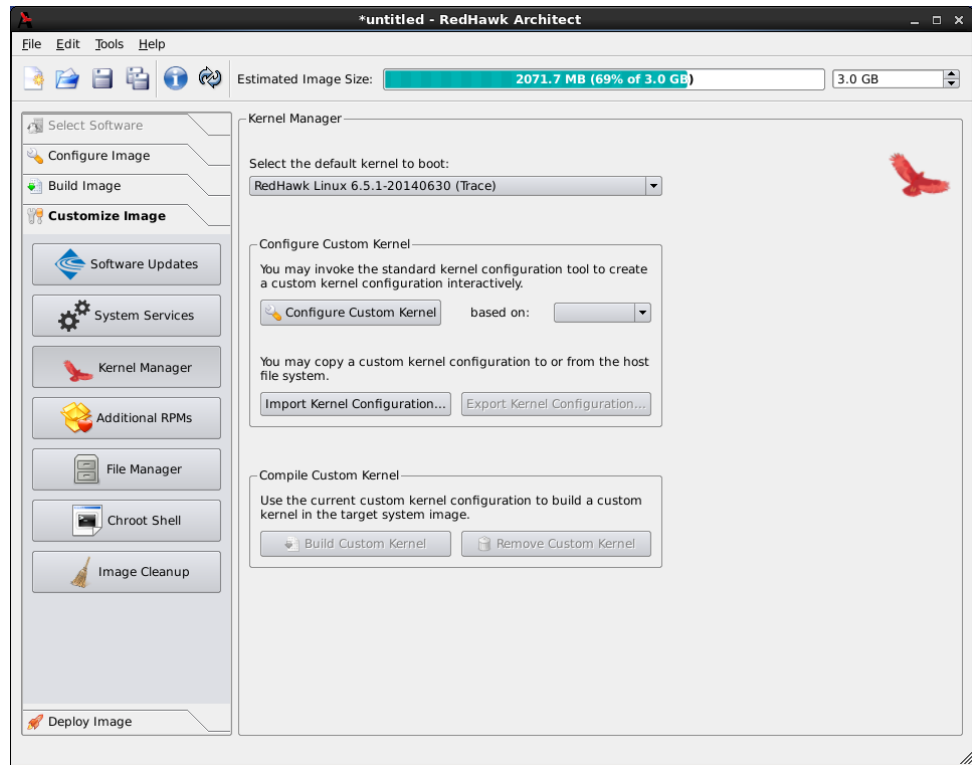 *untitled - RedHawk Architect
File Edit Tools Help
Estimated Image Size: 2071.7 MB (69% of 3.0 GB) 3.0 GB
Select Software
Configure Image
Build Image
Customize Image
Software Updates
System Services
Kernel Manager
Additional RPMs
File Manager
Chroot Shell
Image Cleanup
Deploy Image
Kernel Manager
Select the default kernel to boot:
RedHawk Linux 6.5.1-20140630 (Trace)
Configure Custom Kernel
You may invoke the standard kernel configuration tool to create
a custom kernel configuration interactively.
Configure Custom Kernel based on:
You may copy a custom kernel configuration to or from the host
file system.
Import Kernel Configuration... Export Kernel Configuration...
Compile Custom Kernel
Use the current custom kernel configuration to build a custom
kernel in the target system image.
Build Custom Kernel Remove Custom Kernel